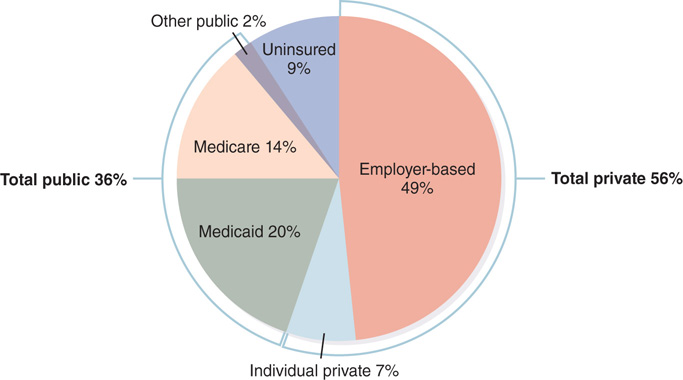 Other public 2%
Uninsured
9%
Medicare 14%
Employer-based
49%
Total public 36%
Total private 56%
Medicaid 20%
Individual private 7%